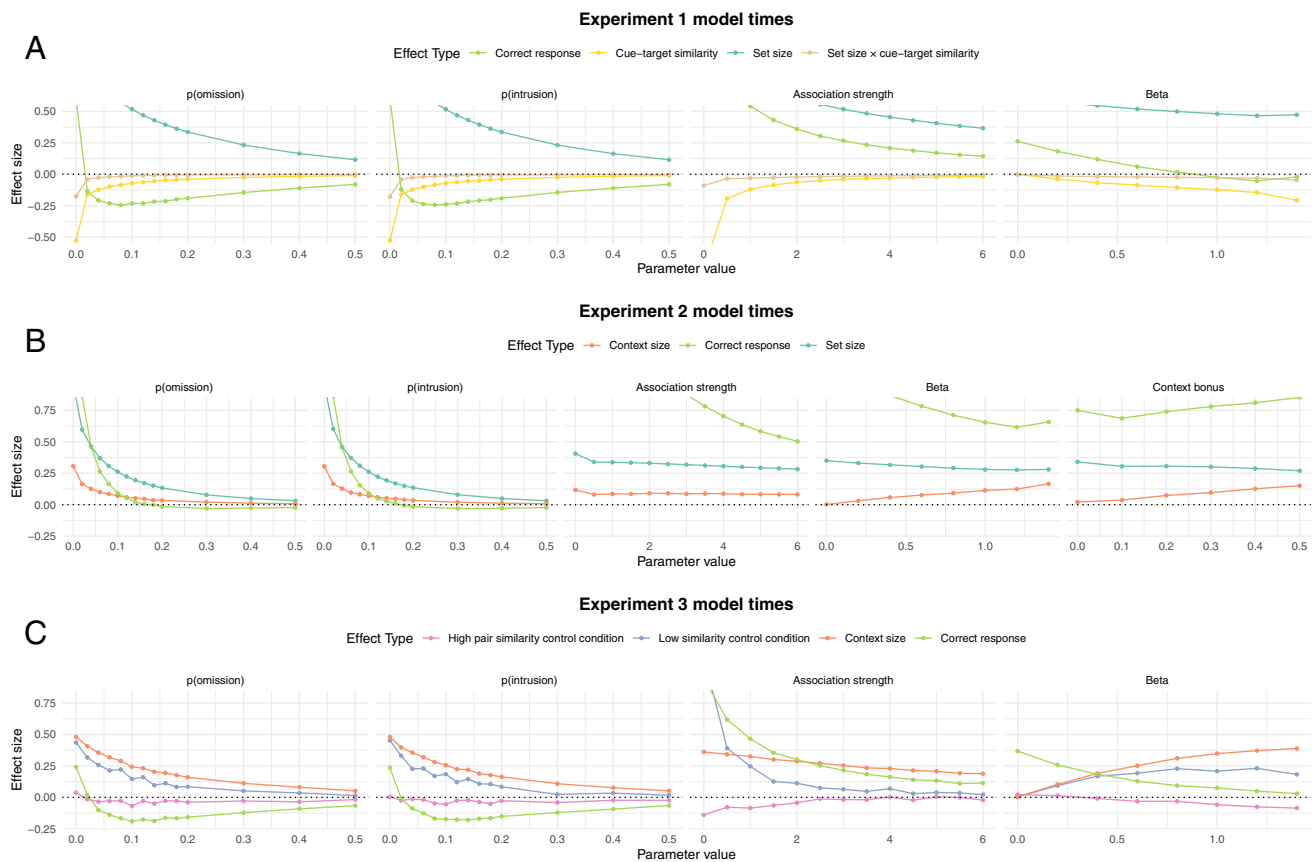 Experiment 1 model times
A
Effect Type Correct response Cue-target similarity Set size Set size × cue-target similarity
p(omission) p(intrusion) Association strength Beta
0.50
0.25
0.00
−0.25
−0.50
Effect size
0.0 0.1 0.2 0.3 0.4 0.5 0.0 0.1 0.2 0.3 0.4 0.5 0 2 4 6 0.0 0.5 1.0
Parameter value
Experiment 2 model times
B
Effect Type Context size Correct response Set size
p(omission) p(intrusion) Association strength Beta Context bonus
0.75
0.50
0.25
0.00
−0.25
Effect size
0.0 0.1 0.2 0.3 0.4 0.5 0.0 0.1 0.2 0.3 0.4 0.5 0 2 4 6 0.0 0.5 1.0 0.0 0.1 0.2 0.3 0.4 0.5
Parameter value
Experiment 3 model times
C
Effect Type High pair similarity control condition Low similarity control condition Context size Correct response
p(omission) p(intrusion) Association strength Beta
0.75
0.50
0.25
0.00
−0.25
Effect size
0.0 0.1 0.2 0.3 0.4 0.5 0.0 0.1 0.2 0.3 0.4 0.5 0 2 4 6 0.0 0.5 1.0
Parameter value